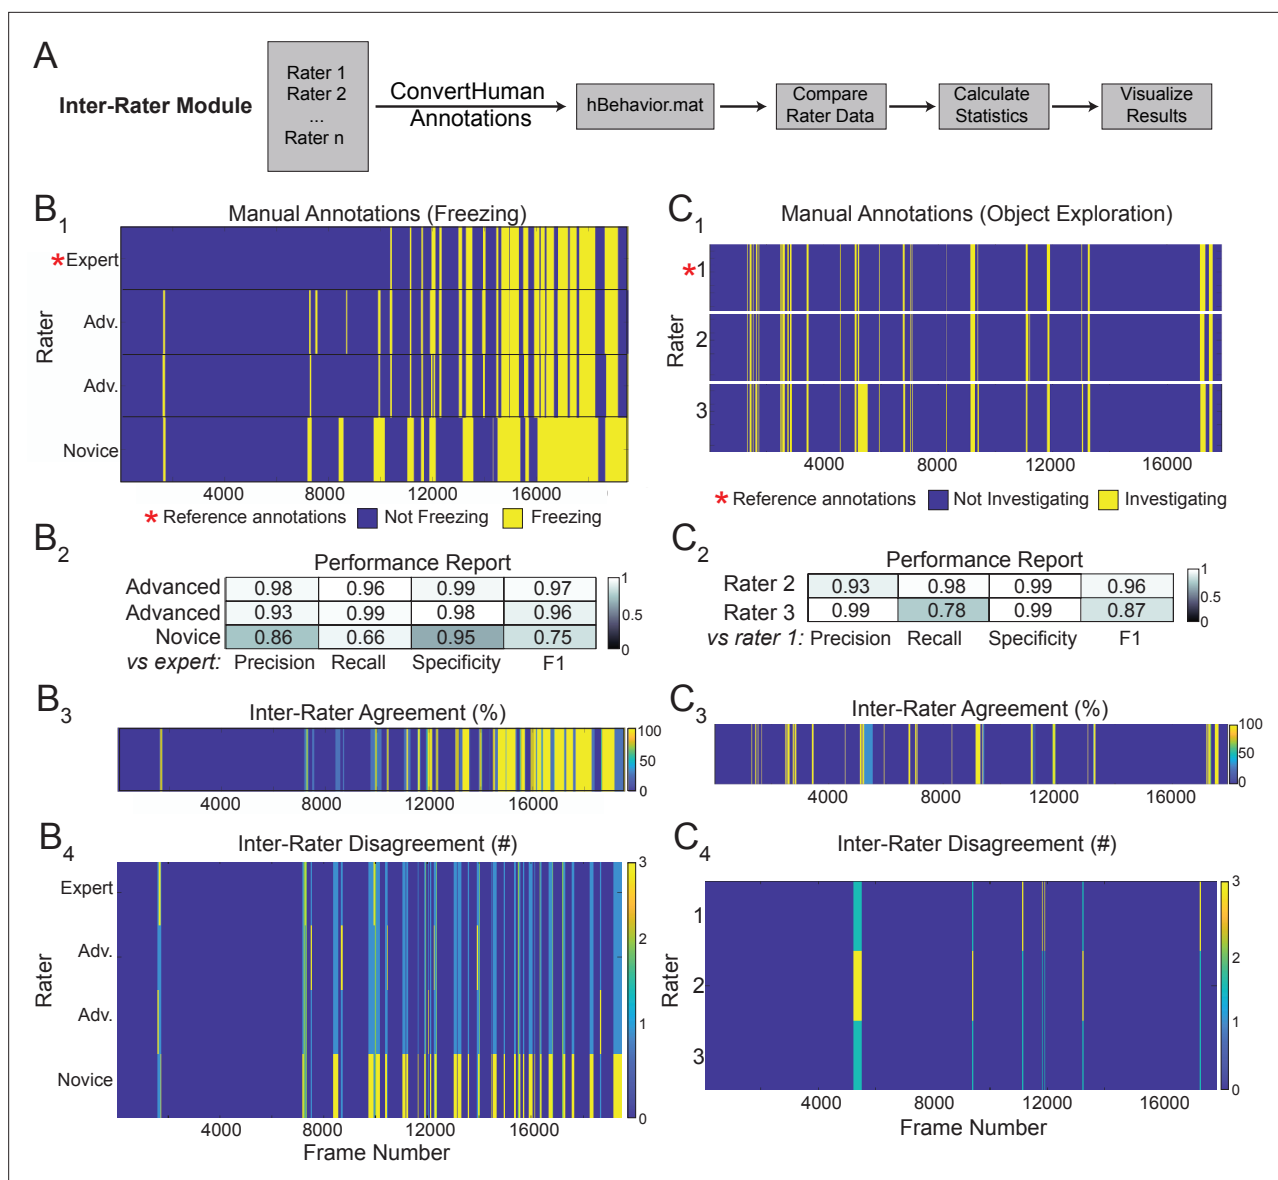 A
Inter-Rater Module
Rater 1
Rater 2
...
Rater n
ConvertHuman
Annotations
hBehavior.mat
Compare
Rater Data
Calculate
Statistics
Visualize
Results
B1
Manual Annotations (Freezing)
Rater
*Expert
Adv.
Adv.
Novice
4000 8000 12000 16000
* Reference annotations Not Freezing Freezing
C1
Manual Annotations (Object Exploration)
Rater
*1
2
3
4000 8000 12000 16000
* Reference annotations Not Investigating Investigating
B2
Performance Report
Advanced 0.98 0.96 0.99 0.97
Advanced 0.93 0.99 0.98 0.96
Novice 0.86 0.66 0.95 0.75
vs expert: Precision Recall Specificity F1
1
0.5
0
C2
Performance Report
Rater 2 0.93 0.98 0.99 0.96
Rater 3 0.99 0.78 0.99 0.87
vs rater 1: Precision Recall Specificity F1
1
0.5
0
B3
Inter-Rater Agreement (%)
100
50
0
4000 8000 12000 16000
C3
Inter-Rater Agreement (%)
100
50
0
4000 8000 12000 16000
B4
Inter-Rater Disagreement (#)
Rater
Expert
Adv.
Adv.
Novice
3
2
1
0
4000 8000 12000 16000
Frame Number
C4
Inter-Rater Disagreement (#)
Rater
1
2
3
3
2
1
0
4000 8000 12000 16000
Frame Number